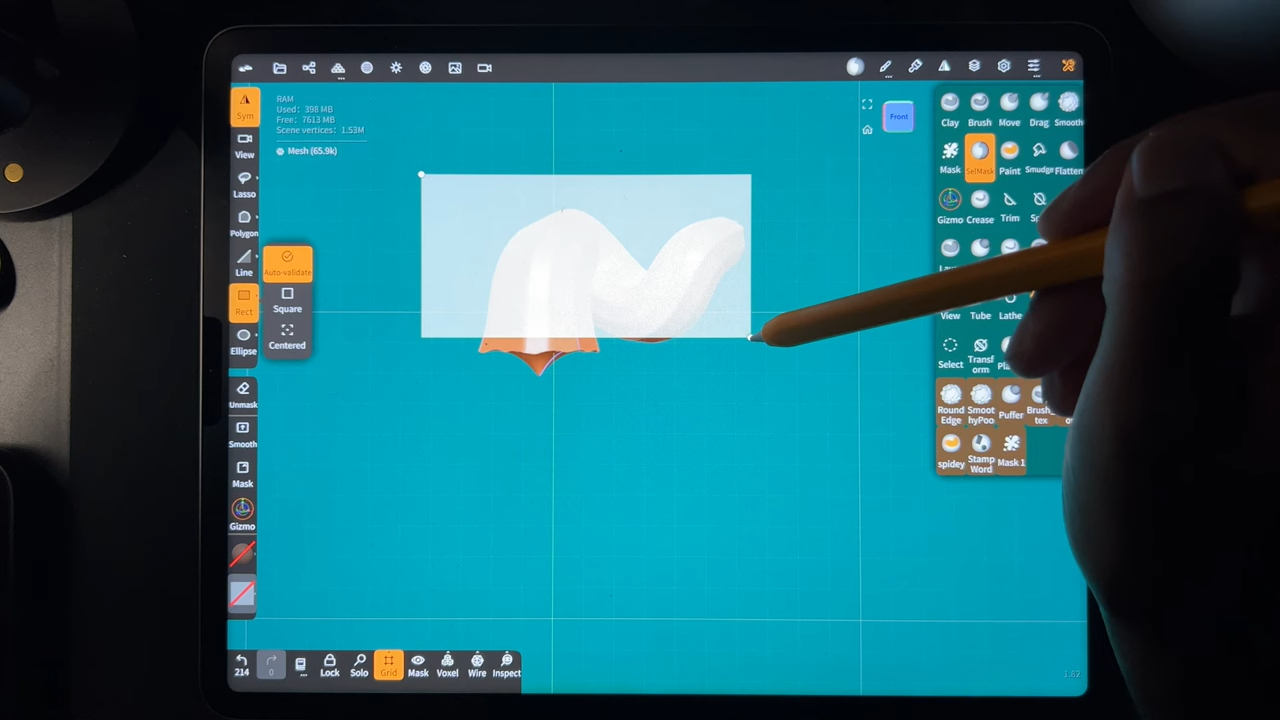 RAM
Used: 398 MB
Free: 7613 MB
Scene vertices: 1.53M
Mesh (65.9k)
Front
Sym
View
Lasso
Polygon
Line
Rect
Ellipse
Auto-validate
Square
Centered
Unmask
Smooth
Mask
Gizmo
Clay Brush Move Drag Smooth
Mask SelMask Paint Smudge Flatten
Gizmo Crease Trim
View Tube Lathe
Select Transform
Round Edge SmoothyPoo Puffer
spidey Stamp Word Mask 1
214 0 Lock Solo Grid Mask Voxel Wire Inspect
1.62